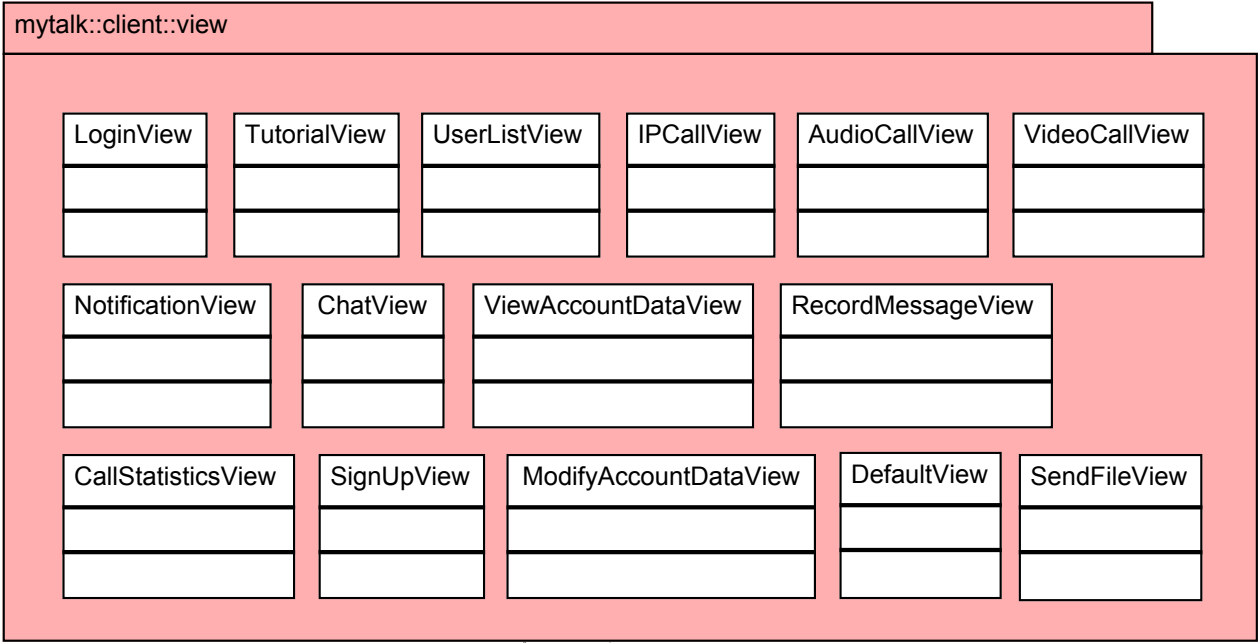 mytalk::client::view
LoginView TutorialView UserListView IPCallView AudioCallView VideoCallView
NotificationView ChatView ViewAccountDataView RecordMessageView
CallStatisticsView SignUpView ModifyAccountDataView DefaultView SendFileView